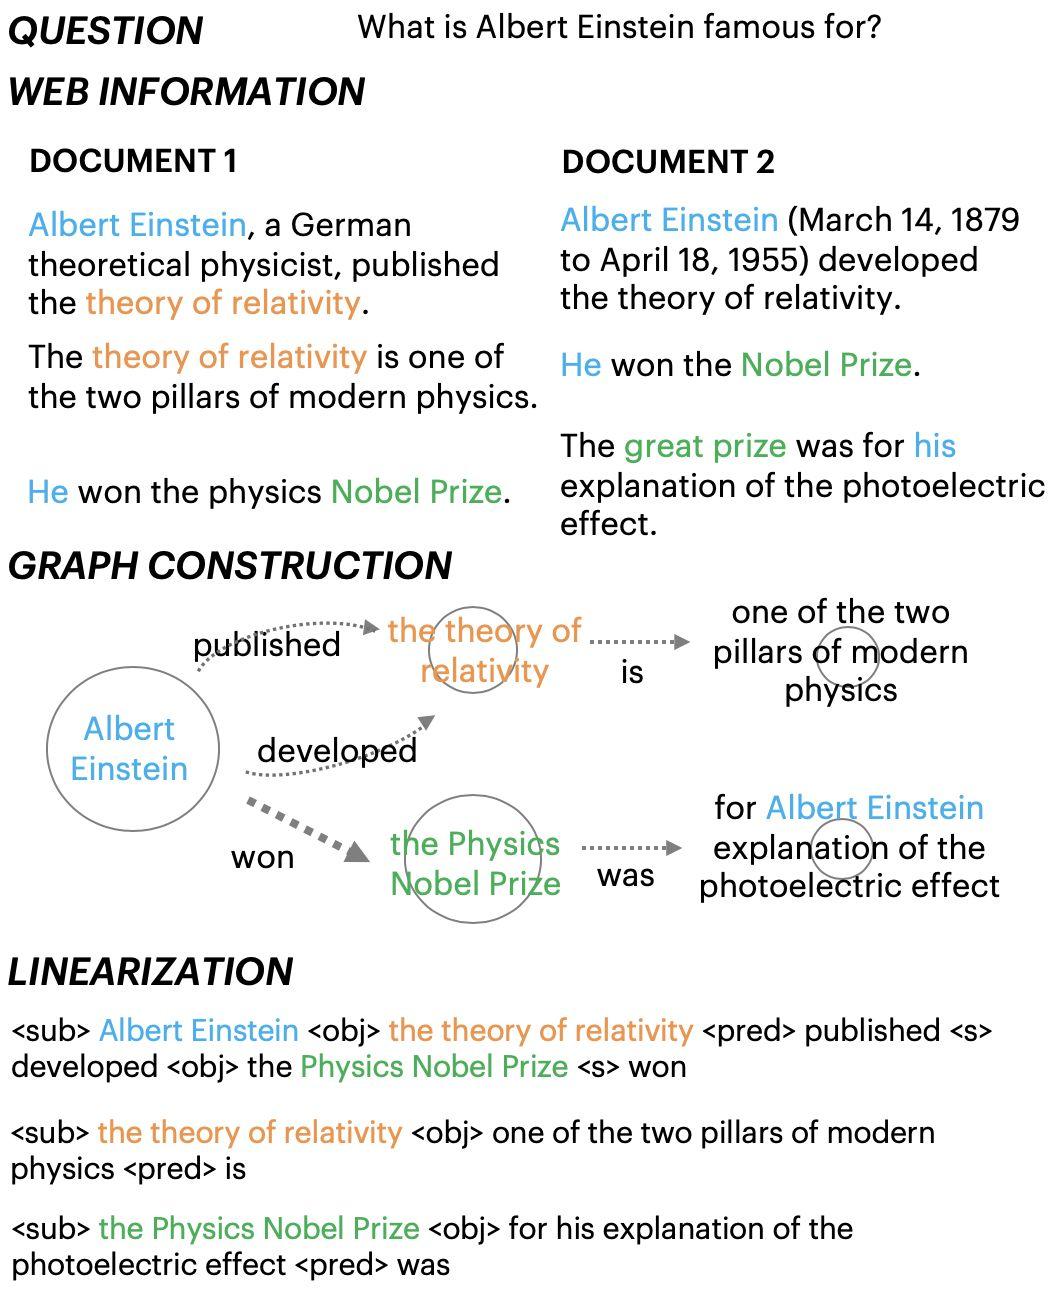 QUESTION What is Albert Einstein famous for?
WEB INFORMATION
DOCUMENT 1
Albert Einstein, a German
theoretical physicist, published
the theory of relativity.
The theory of relativity is one of
the two pillars of modern physics.
He won the physics Nobel Prize.
DOCUMENT 2
Albert Einstein (March 14, 1879
to April 18, 1955) developed
the theory of relativity.
He won the Nobel Prize.
The great prize was for his
explanation of the photoelectric
effect.
GRAPH CONSTRUCTION
Albert
Einstein
published
the theory of
relativity
is
one of the two
pillars of modern
physics
developed
won
the Physics
Nobel Prize
was
for Albert Einstein
explanation of the
photoelectric effect
LINEARIZATION
<sub> Albert Einstein <obj> the theory of relativity <pred> published <s>
developed <obj> the Physics Nobel Prize <s> won
<sub> the theory of relativity <obj> one of the two pillars of modern
physics <pred> is
<sub> the Physics Nobel Prize <obj> for his explanation of the
photoelectric effect <pred> was